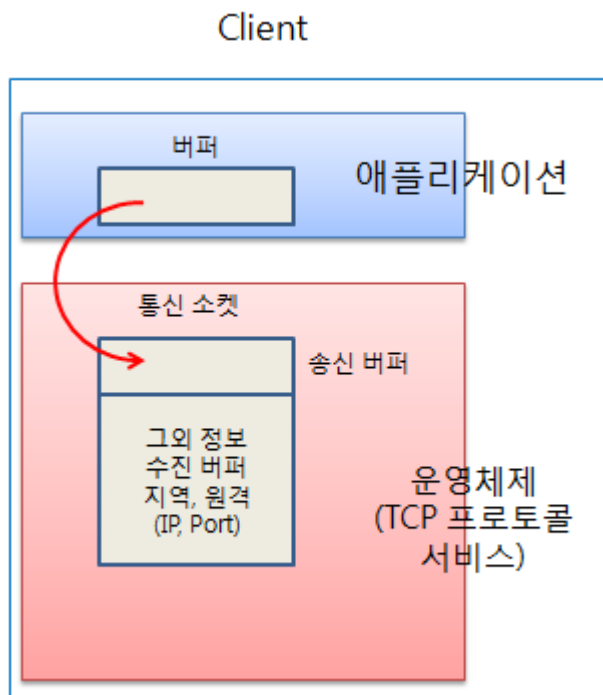 Client
버퍼
애플리케이션
통신 소켓
송신 버퍼
그외 정보
수진 버퍼
지역, 원격
(IP, Port)
운영체제
(TCP 프로토콜
서비스)